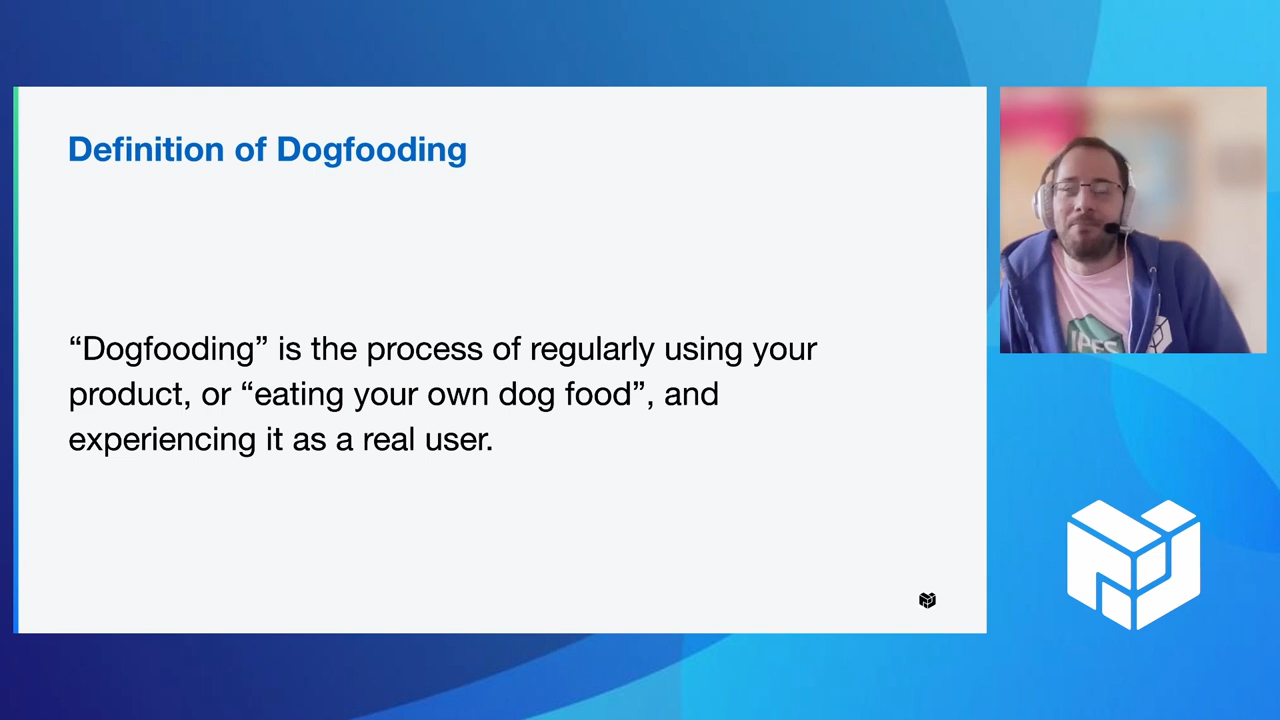 Definition of Dogfooding
“Dogfooding” is the process of regularly using your
product, or “eating your own dog food”, and
experiencing it as a real user.
IPFS